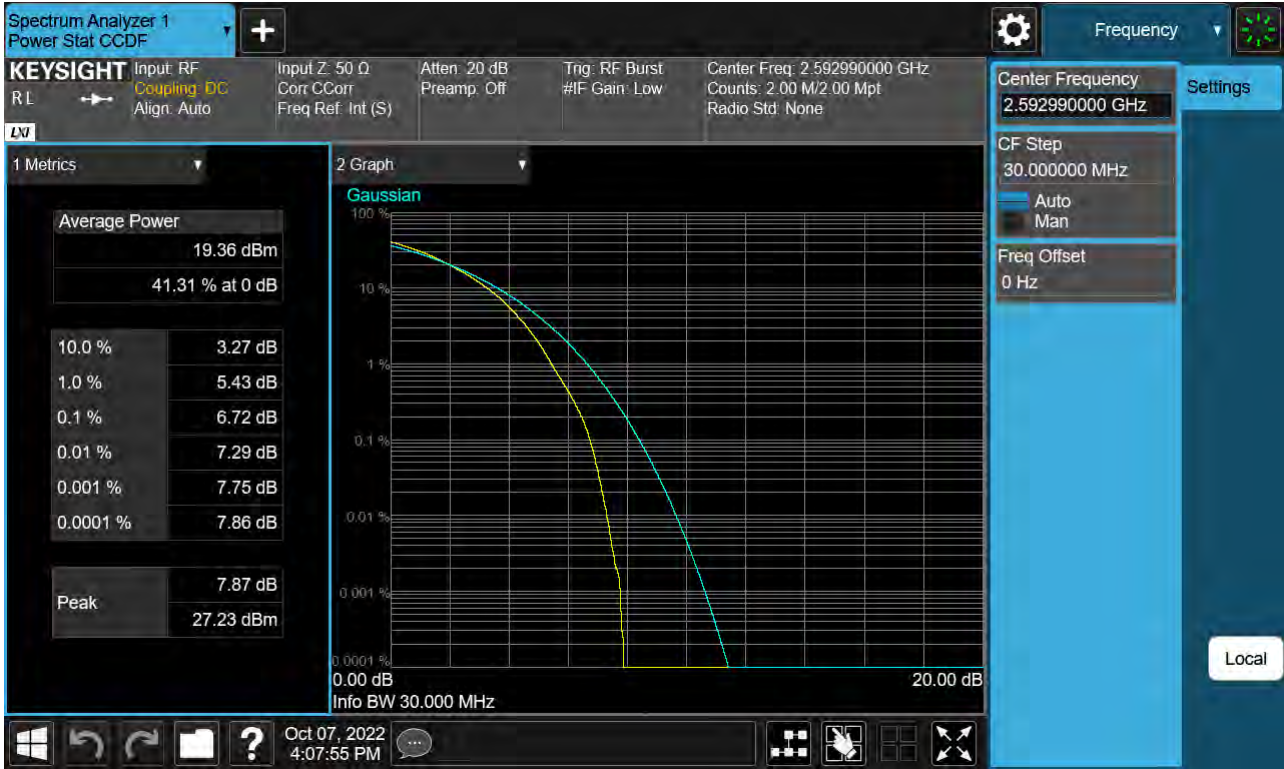 Spectrum Analyzer 1
Power Stat CCDF
Frequency
KEYSIGHT
RL
LXI
Input: RF
Coupling: DC
Align: Auto
Input Z: 50 Ω
Corr CCorr
Freq Ref: Int (S)
Atten: 20 dB
Preamp: Off
Trig: RF Burst
#IF Gain: Low
Center Freq: 2.592990000 GHz
Counts: 2.00 M/2.00 Mpt
Radio Std: None
Center Frequency
2.592990000 GHz
Settings
CF Step
30.000000 MHz
Auto
Man
Freq Offset
0 Hz
Local
1 Metrics
Average Power
19.36 dBm
41.31 % at 0 dB
10.0 % 3.27 dB
1.0 % 5.43 dB
0.1 % 6.72 dB
0.01 % 7.29 dB
0.001 % 7.75 dB
0.0001 % 7.86 dB
Peak
7.87 dB
27.23 dBm
2 Graph
Gaussian
100 %
10 %
1 %
0.1 %
0.01 %
0.001 %
0.0001 %
0.00 dB 20.00 dB
Info BW 30.000 MHz
?
Oct 07, 2022
4:07:55 PM